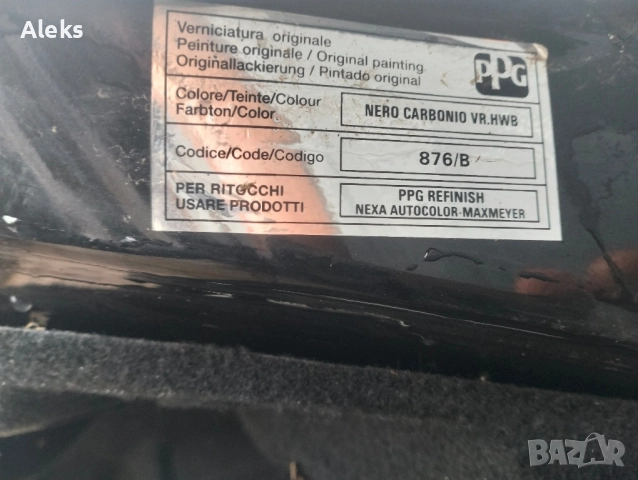 Aleks
Verniciatura originale
Peinture originale / Original painting
Originallackierung / Pintado original
PPG
Colore/Teinte/Colour
Farbton/Color
NERO CARBONIO VR.HWB
Codice/Code/Codigo
876/B
PER RITOCCHI
USARE PRODOTTI
PPG REFINISH
NEXA AUTOCOLOR-MAXMEYER
BAZAR